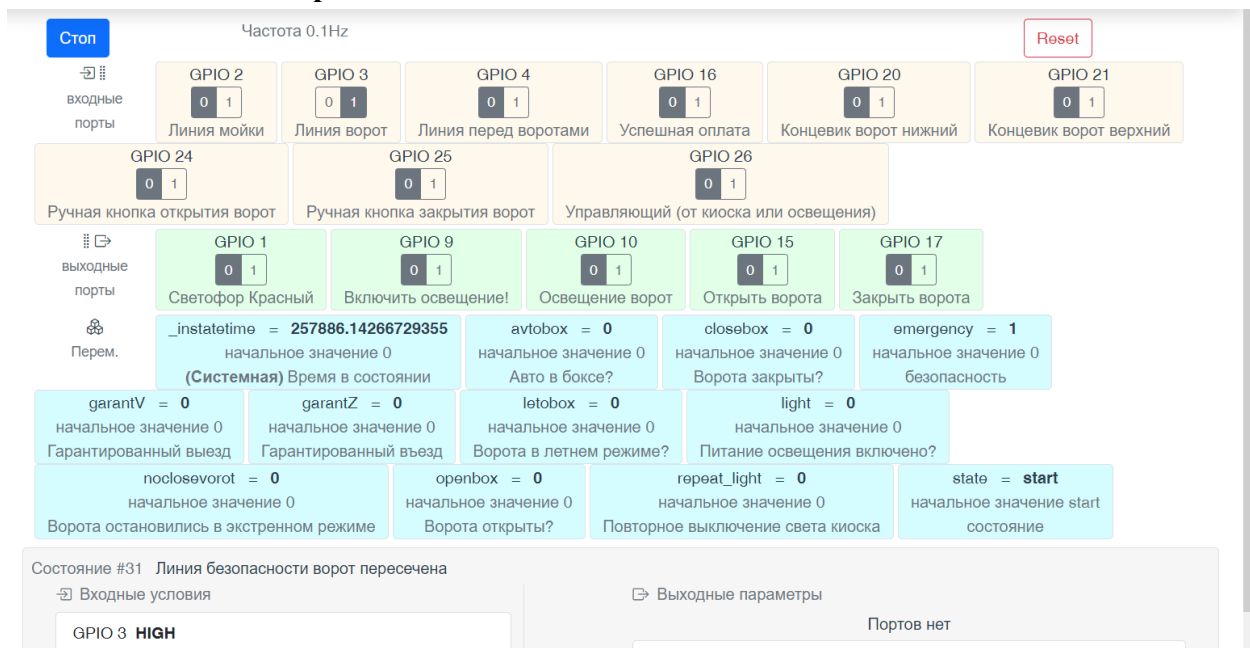 Стоп
Частота 0.1Hz
Reset
входные порты
GPIO 2
0 1
Линия мойки
GPIO 3
0 1
Линия ворот
GPIO 4
0 1
Линия перед воротами
GPIO 16
0 1
Успешная оплата
GPIO 20
0 1
Концевик ворот нижний
GPIO 21
0 1
Концевик ворот верхний
GPIO 24
0 1
Ручная кнопка открытия ворот
GPIO 25
0 1
Ручная кнопка закрытия ворот
GPIO 26
0 1
Управляющий (от киоска или освещения)
выходные порты
GPIO 1
0 1
Светофор Красный
GPIO 9
0 1
Включить освещение!
GPIO 10
0 1
Освещение ворот
GPIO 15
0 1
Открыть ворота
GPIO 17
0 1
Закрыть ворота
Перем.
_instatetime = 257886.14266729355
начальное значение 0
(Системная) Время в состоянии
avtobox = 0
начальное значение 0
Авто в боксе?
closebox = 0
начальное значение 0
Ворота закрыты?
emergency = 1
начальное значение 0
безопасность
garantV = 0
начальное значение 0
Гарантированный выезд
garantZ = 0
начальное значение 0
Гарантированный въезд
letobox = 0
начальное значение 0
Ворота в летнем режиме?
light = 0
начальное значение 0
Питание освещения включено?
noclosevorot = 0
начальное значение 0
Ворота остановились в экстренном режиме
openbox = 0
начальное значение 0
Ворота открыты?
repeat_light = 0
начальное значение 0
Повторное выключение света киоска
state = start
начальное значение start
состояние
Состояние #31 Линия безопасности ворот пересечена
Входные условия
GPIO 3 HIGH
Выходные параметры
Портов нет